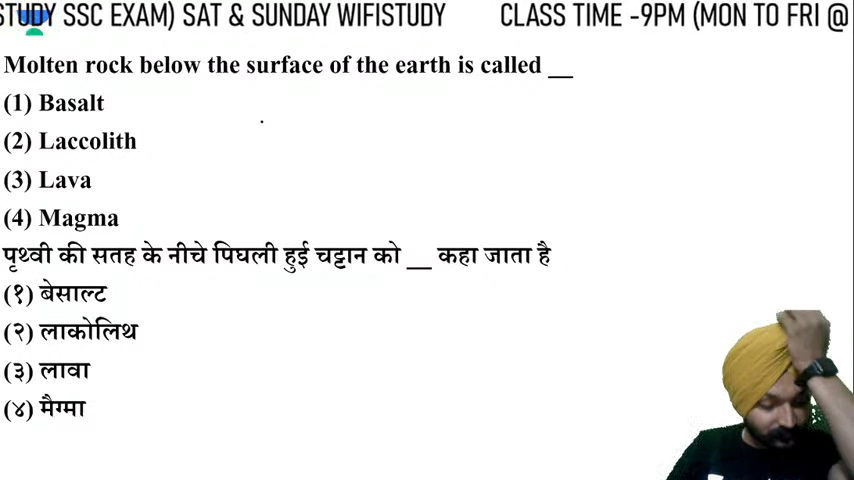 STUDY SSC EXAM) SAT & SUNDAY WIFISTUDY CLASS TIME -9PM (MON TO FRI @
Molten rock below the surface of the earth is called __
(1) Basalt
(2) Laccolith
(3) Lava
(4) Magma
पृथ्वी की सतह के नीचे पिघली हुई चट्टान को __ कहा जाता है
(१) बेसाल्ट
(२) लाकोलिथ
(३) लावा
(४) मैग्मा